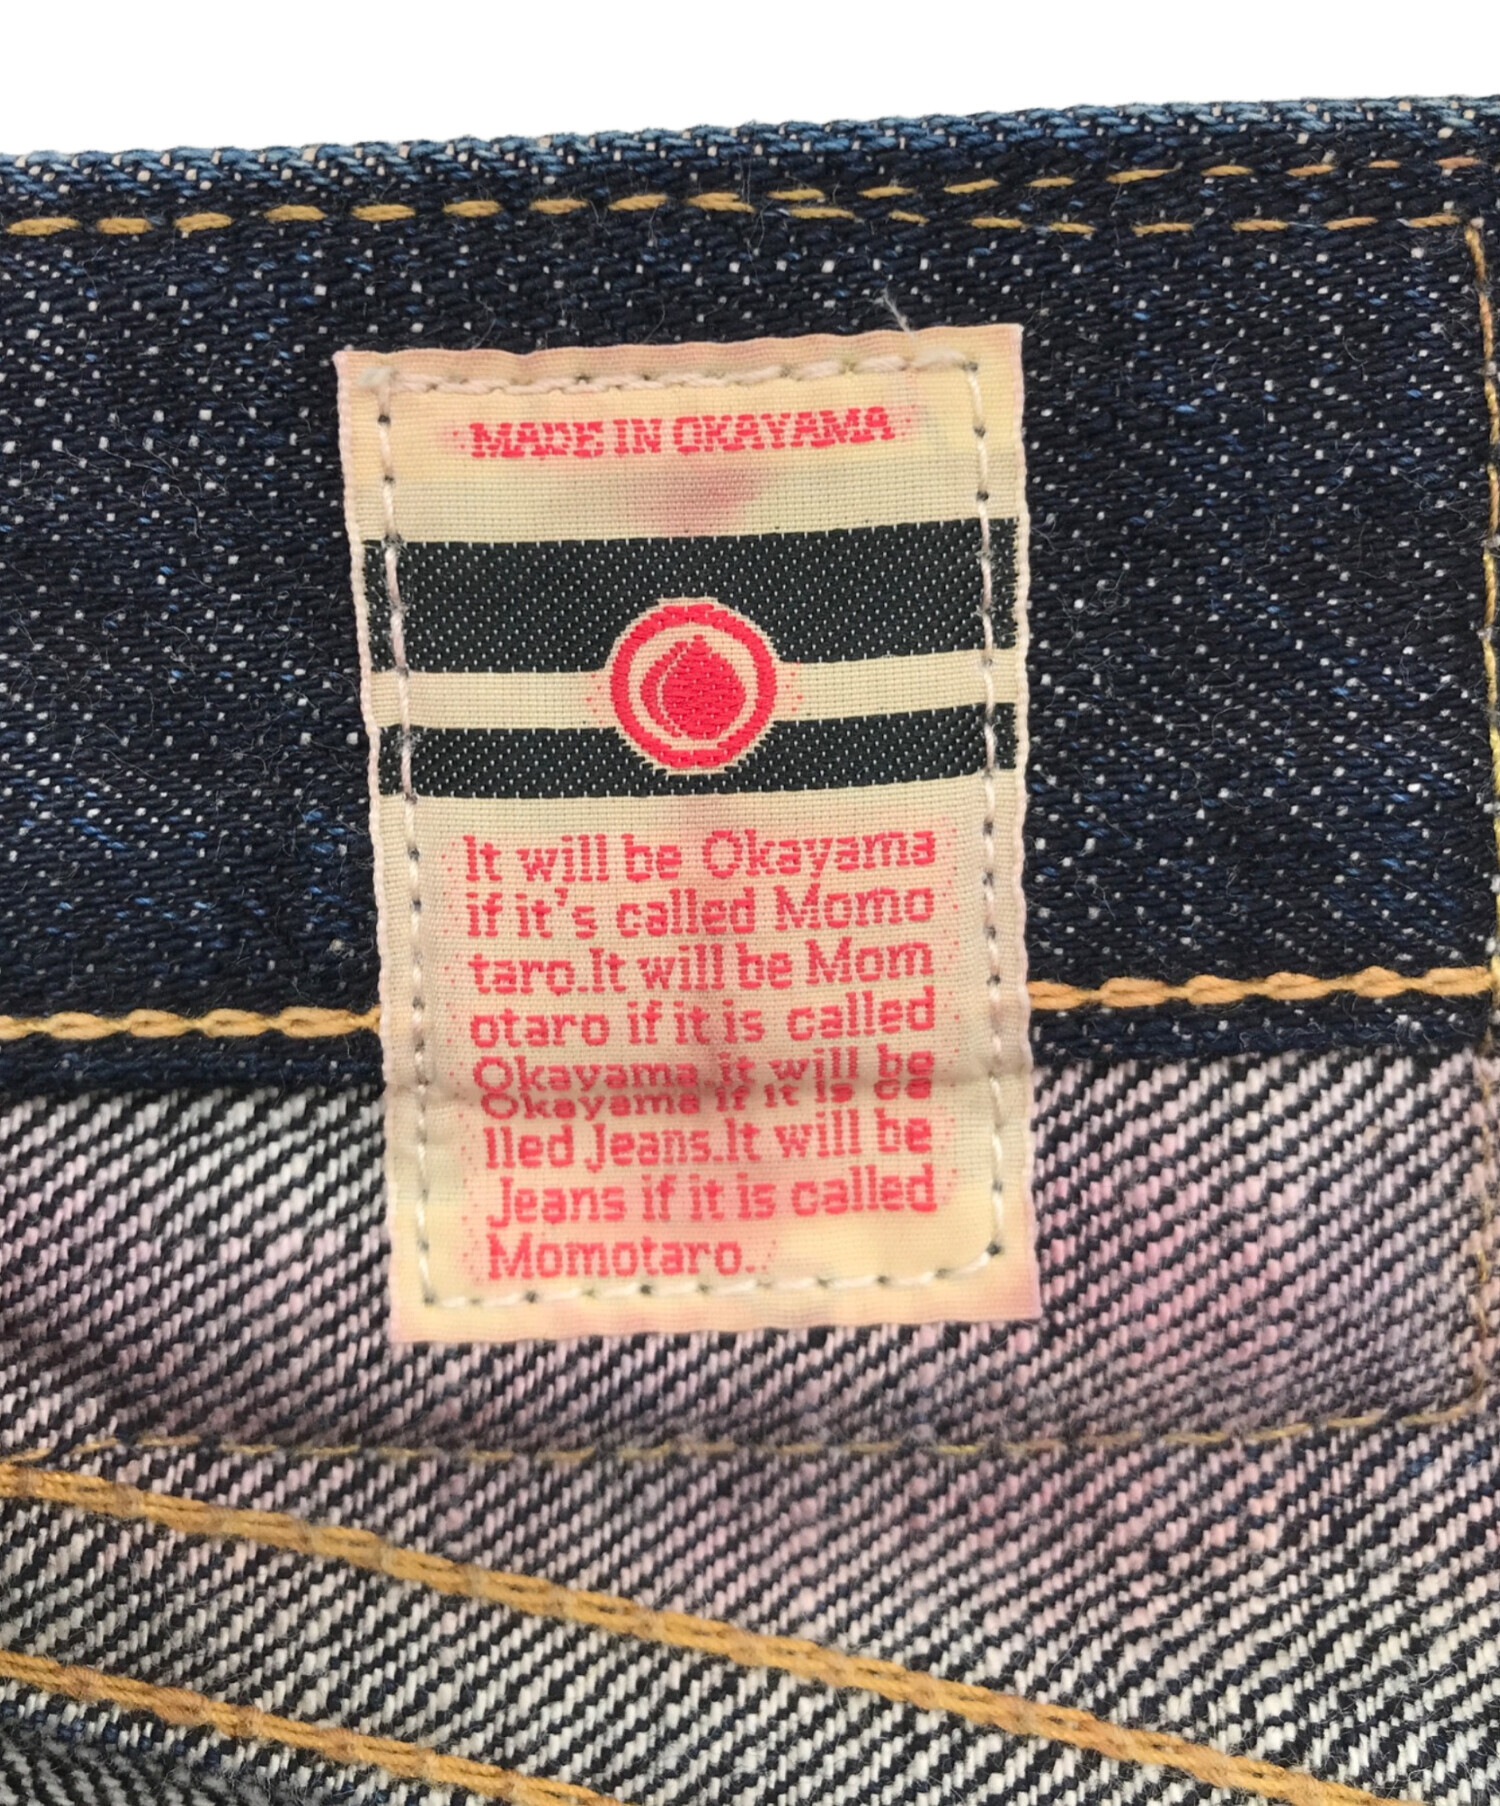 MADE IN OKAYAMA
It will be Okayama
if it's called Momo
taro.It will be Mom
otaro if it is called
Okayama.it will be
Okayama if it is ca
lled Jeans.It will be
Jeans if it is called
Momotaro.